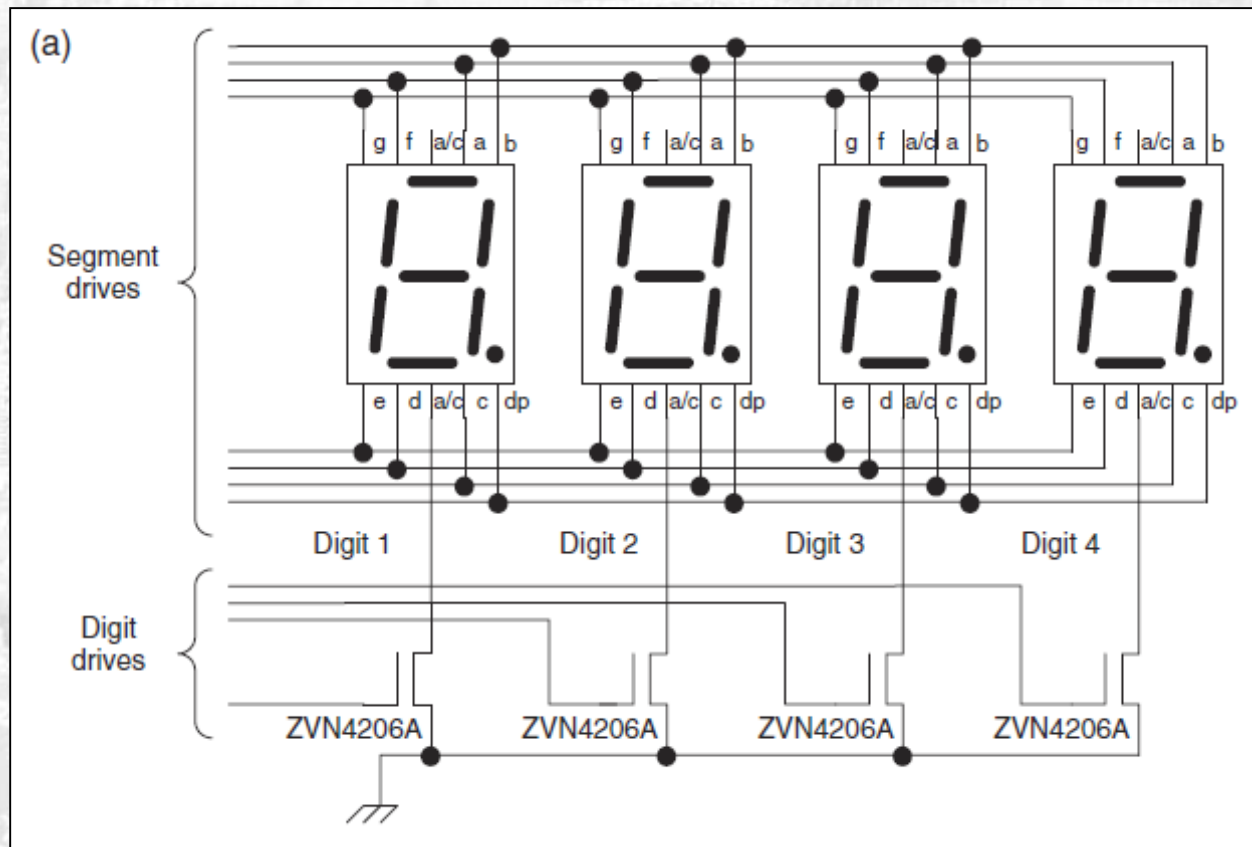 (a)
g f a/c a b g f a/c a b g f a/c a b g f a/c a b
Segment
drives
e d a/c c dp e d a/c c dp e d a/c c dp e d a/c c dp
Digit 1 Digit 2 Digit 3 Digit 4
Digit
drives
ZVN4206A ZVN4206A ZVN4206A ZVN4206A